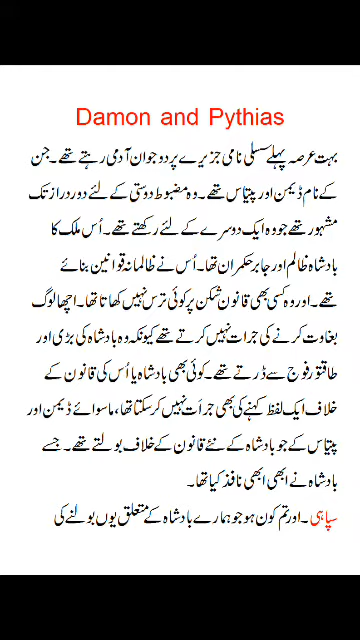 Damon and Pythias
بہت عرصہ پہلے سسلی نامی جزیرے پر دو جوان آدمی رہتے تھے۔ جن
کے نام ڈیمن اور پیتاس تھے۔ وہ مضبوط دوستی کے لئے دور دراز تک
مشہور تھے جو وہ ایک دوسرے کے لئے رکھتے تھے۔ اُس ملک کا
بادشاہ ظالم اور جابر حکمران تھا۔ اُس نے ظالمانہ قوانین بنائے
تھے۔ اور وہ کسی بھی قانون شکن پر کوئی ترس نہیں کھاتا تھا۔ اچھا لوگ
بغاوت کرنے کی جرات نہیں کرتے تھے کیونکہ وہ بادشاہ کی بڑی اور
طاقتور فوج سے ڈرتے تھے۔ کوئی بھی بادشاہ یا اُس کی قانون کے
خلاف ایک لفظ کہنے کی بھی جرأت نہیں کر سکتا تھا، ماسوائے ڈیمن اور
پیتاس کے جو بادشاہ کے نئے قانون کے خلاف بولتے تھے۔ جسے
بادشاہ نے ابھی ابھی نافذ کیا تھا۔
سپاہی۔ اور تم کون ہو جو ہمارے بادشاہ کے متعلق یوں بولنے کی